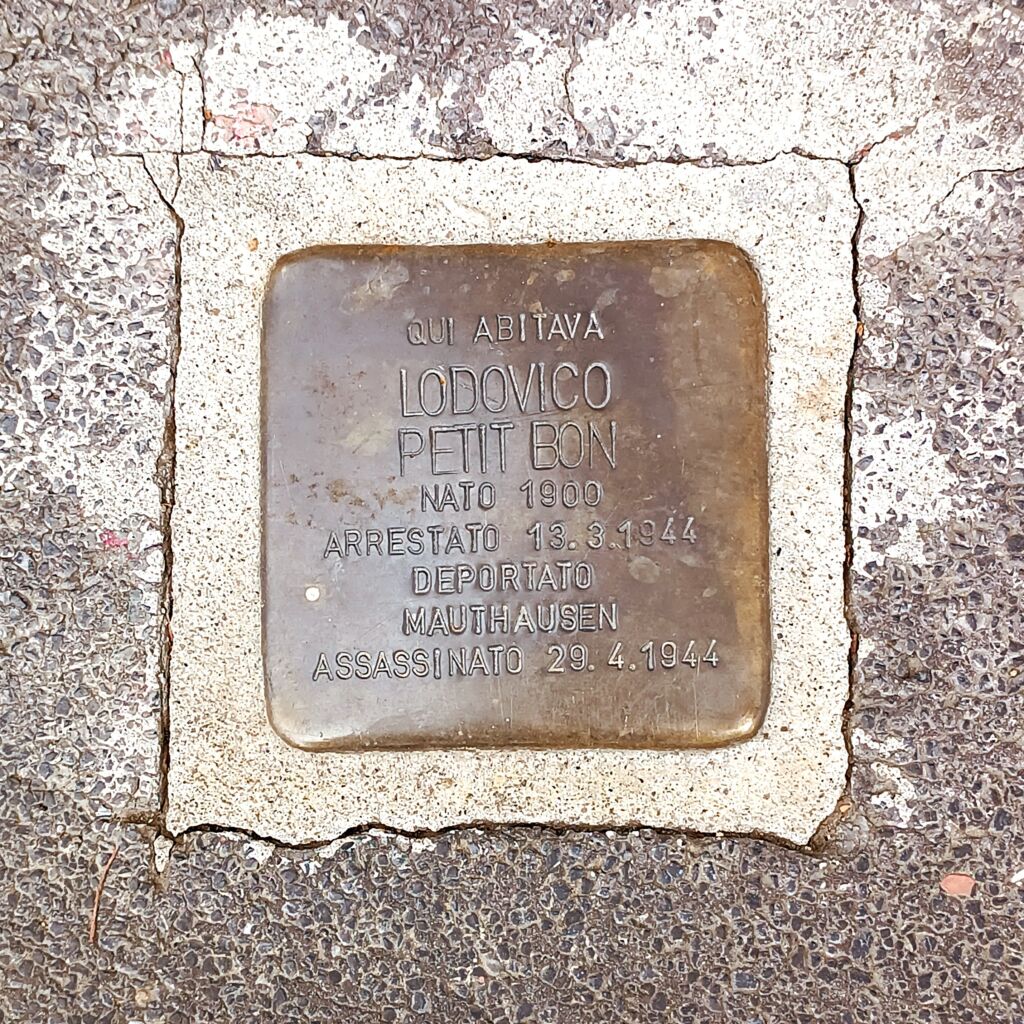 QUI ABITAVA
LODOVICO
PETIT BON
NATO 1900
ARRESTATO 13.3.1944
DEPORTATO
MAUTHAUSEN
ASSASSINATO 29.4.1944